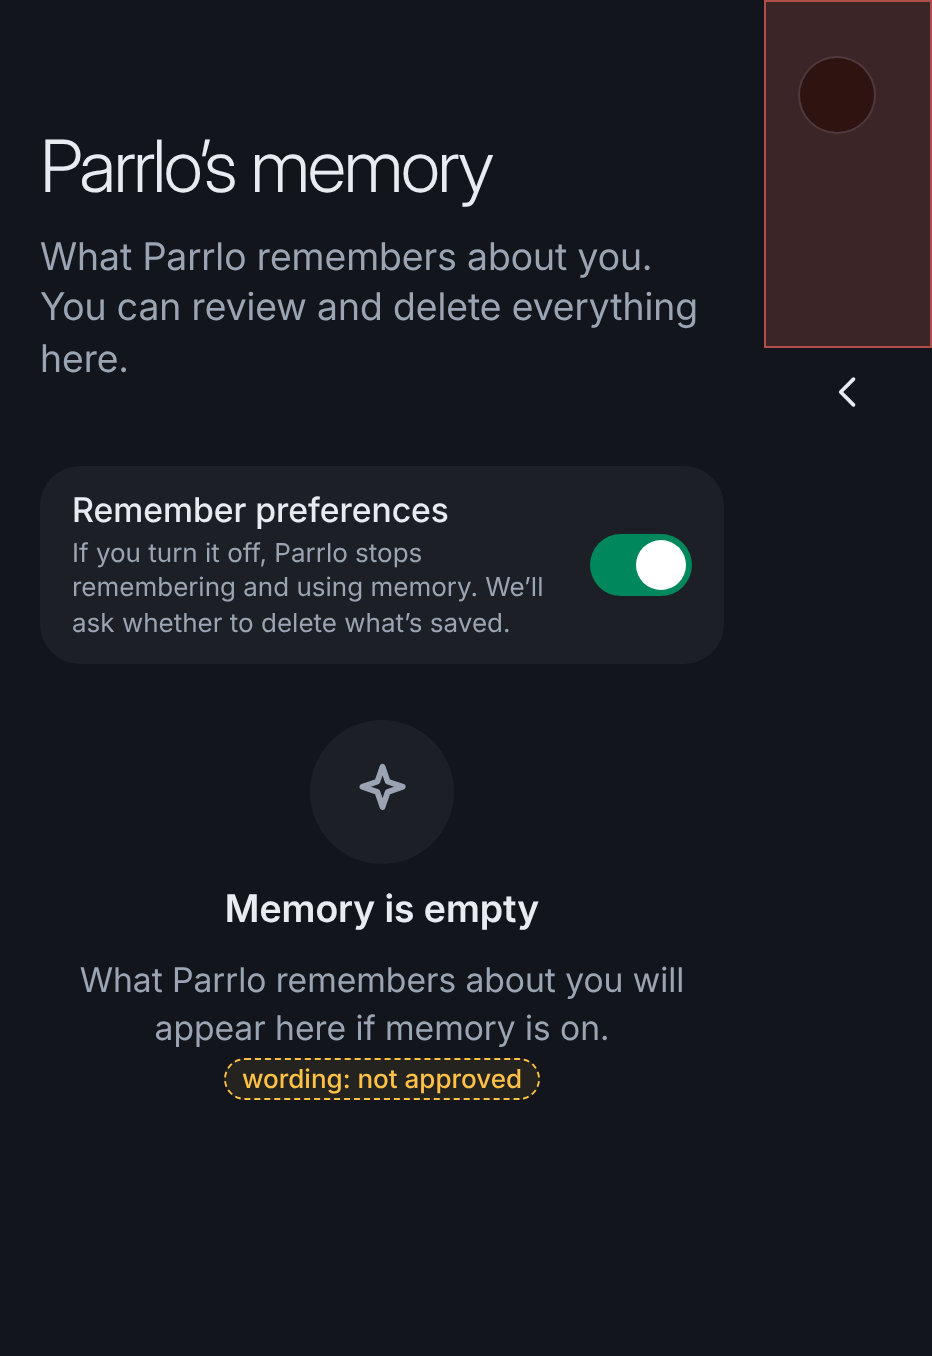 Parrlo’s memory
What Parrlo remembers about you.
You can review and delete everything
here.
Remember preferences
If you turn it off, Parrlo stops
remembering and using memory. We’ll
ask whether to delete what’s saved.
Memory is empty
What Parrlo remembers about you will
appear here if memory is on.
wording: not approved